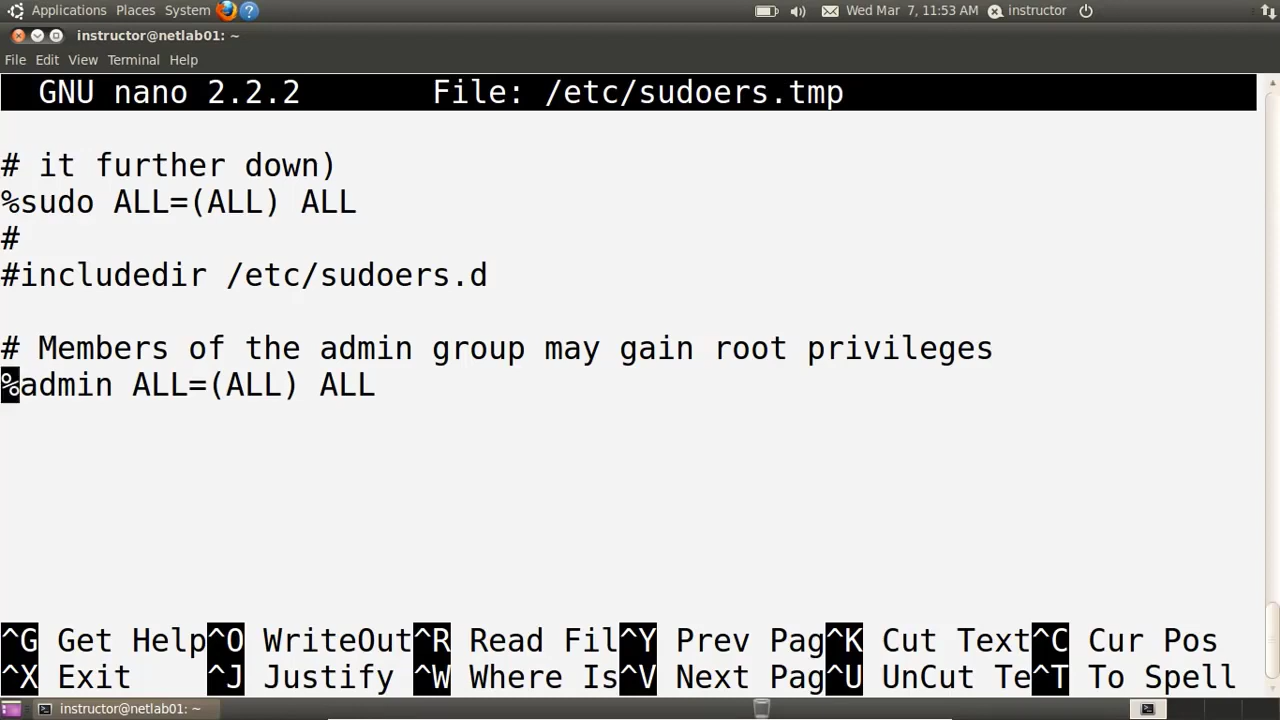 Applications Places System Wed Mar 7, 11:53 AM instructor
instructor@netlab01: ~
File Edit View Terminal Help
GNU nano 2.2.2 File: /etc/sudoers.tmp
# it further down)
%sudo ALL=(ALL) ALL
#
#includedir /etc/sudoers.d
# Members of the admin group may gain root privileges
%admin ALL=(ALL) ALL
^G Get Help^O WriteOut^R Read Fil^Y Prev Pag^K Cut Text^C Cur Pos
^X Exit ^J Justify ^W Where Is^V Next Pag^U UnCut Te^T To Spell
instructor@netlab01: ~